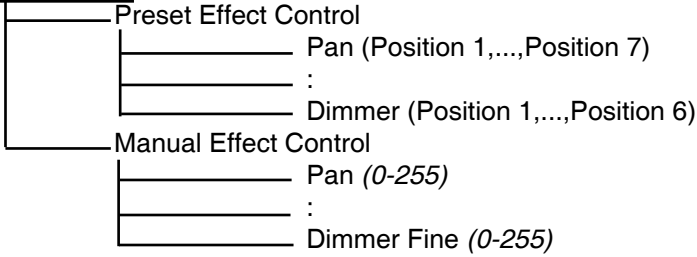 Preset Effect Control
Pan (Position 1,...,Position 7)
:
Dimmer (Position 1,...,Position 6)
Manual Effect Control
Pan (0-255)
:
Dimmer Fine (0-255)